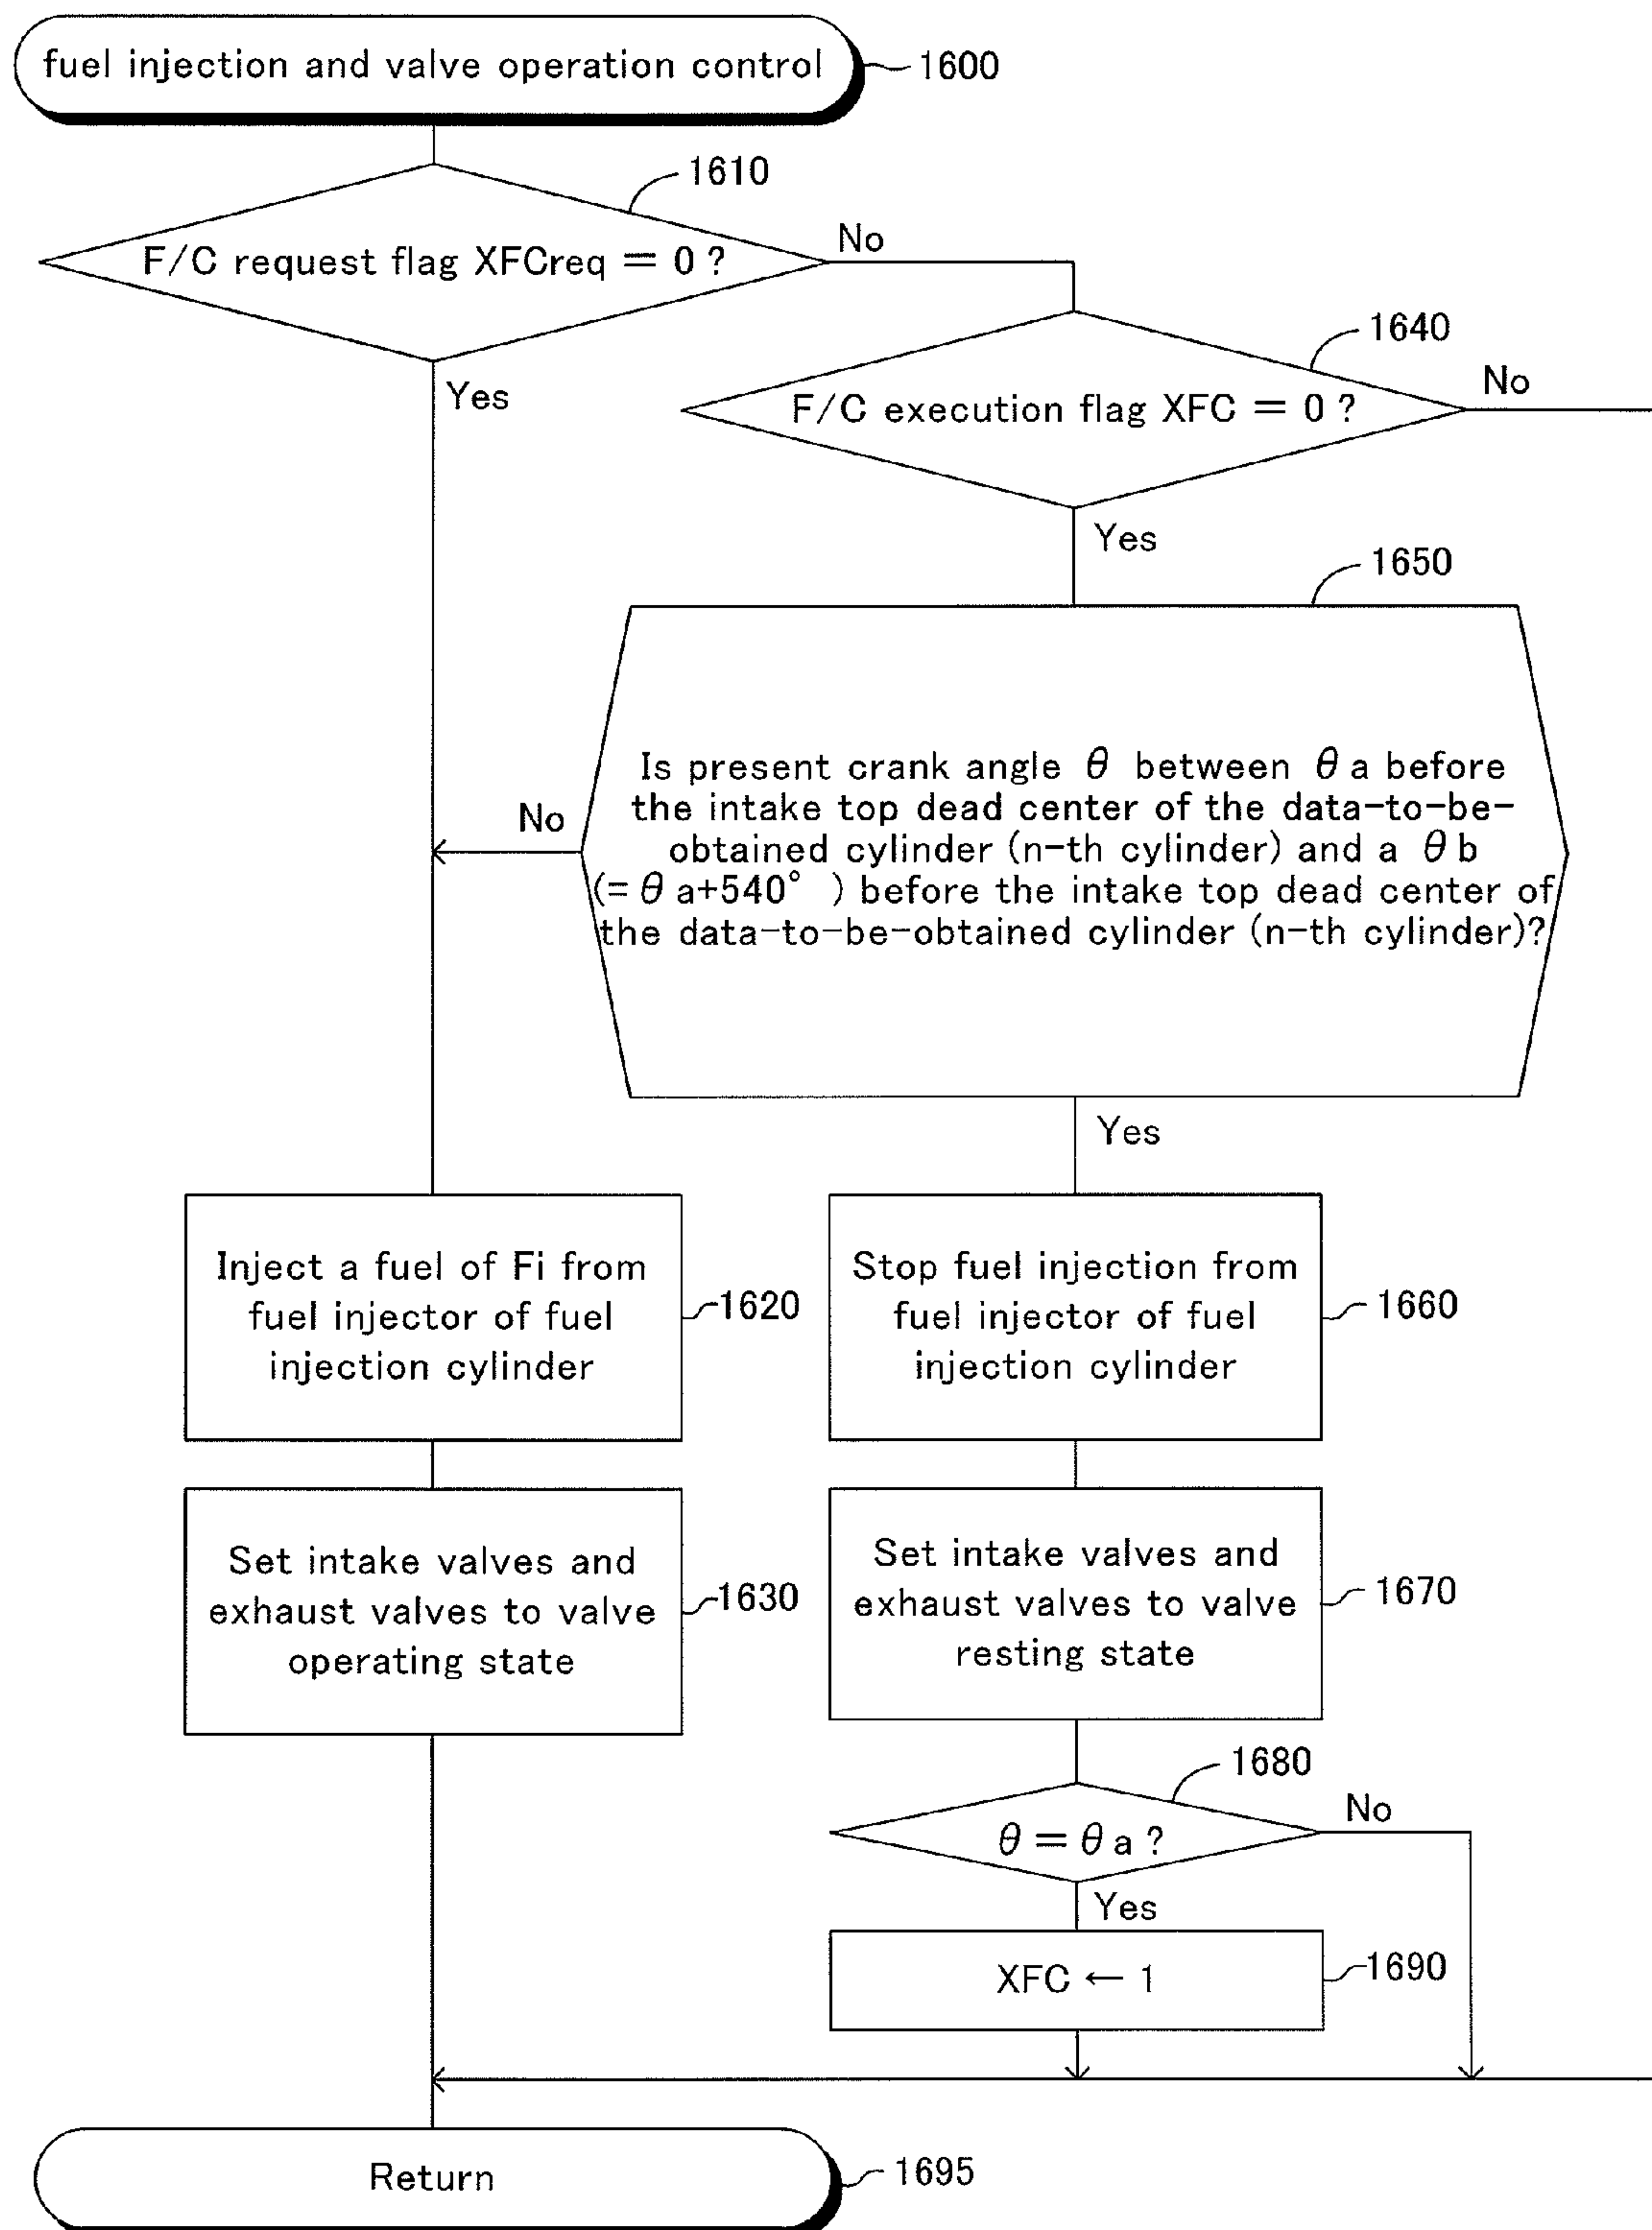 fuel injection and valve operation control
1600
1610
F/C request flag XFCreq = 0 ?
No
Yes
1640
F/C execution flag XFC = 0 ?
No
Yes
1650
Is present crank angle θ between θ a before
the intake top dead center of the data-to-be-
obtained cylinder (n-th cylinder) and a θ b
(= θ a+540° ) before the intake top dead center of
the data-to-be-obtained cylinder (n-th cylinder)?
No
Yes
Inject a fuel of Fi from
fuel injector of fuel
injection cylinder
1620
Stop fuel injection from
fuel injector of fuel
injection cylinder
1660
Set intake valves and
exhaust valves to valve
operating state
1630
Set intake valves and
exhaust valves to valve
resting state
1670
1680
θ = θ a ?
No
Yes
XFC ← 1
1690
Return
1695